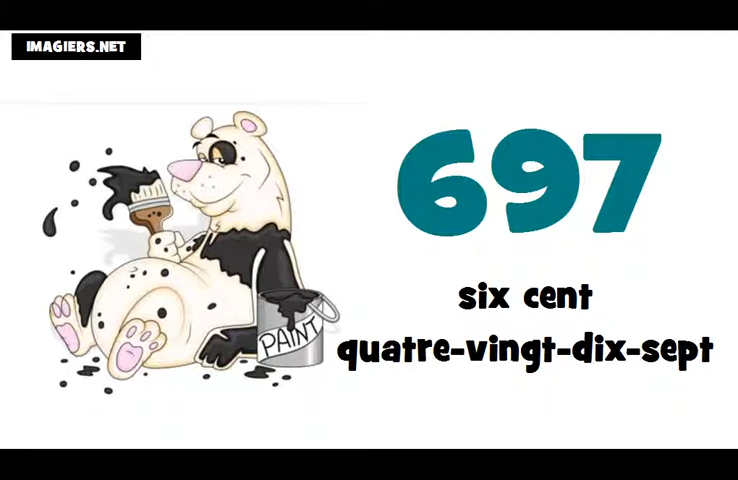 IMAGIERS.NET
697
six cent
quatre-vingt-dix-sept
PAINT